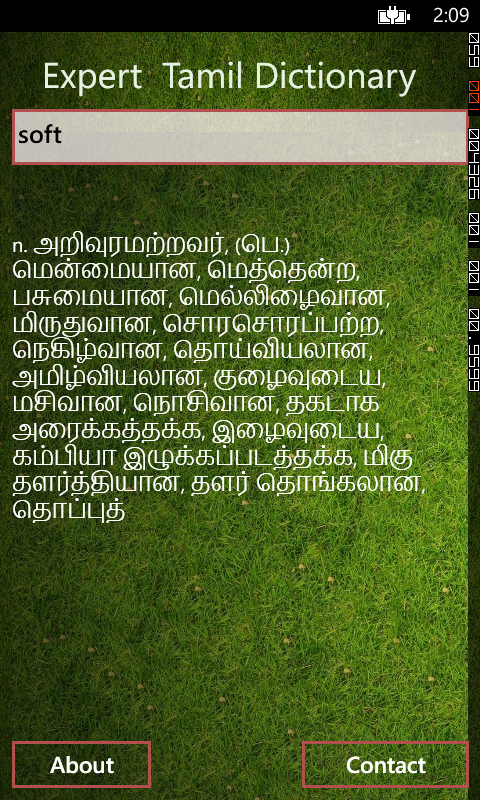 2:09
Expert Tamil Dictionary
soft
n. அறிவுரமற்றவர், (பெ.)
மென்மையான, மெத்தென்ற,
பசுமையான, மெல்லிழைவான,
மிருதுவான, சொரசொரப்பற்ற,
நெகிழ்வான, தொய்வியலான,
அமிழ்வியலான, குழைவுடைய,
மசிவான, நொசிவான, தகடாக
அரைக்கத்தக்க, இழைவுடைய,
கம்பியா இழுக்கப்படத்தக்க, மிகு
தளர்த்தியான, தளர் தொங்கலான,
தொப்புத்
About
Contact